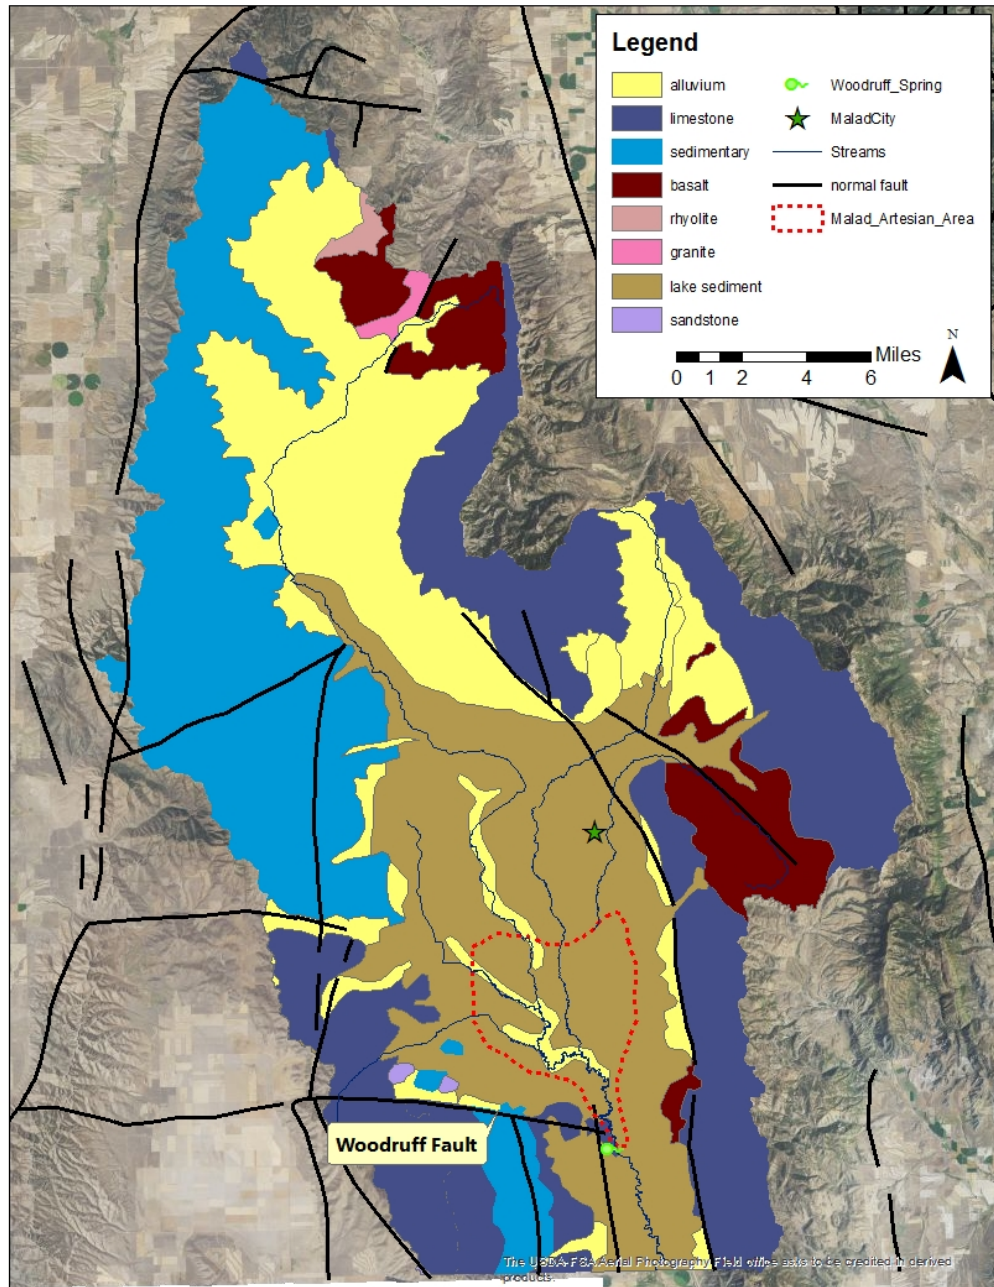 Legend
alluvium
limestone
sedimentary
basalt
rhyolite
granite
lake sediment
sandstone
Woodruff_Spring
MaladCity
Streams
normal fault
Malad_Artesian_Area
N
Miles
0 1 2 4 6
Woodruff Fault
The USDA-FSA Aerial Photography Field office asks to be credited in derived
products.